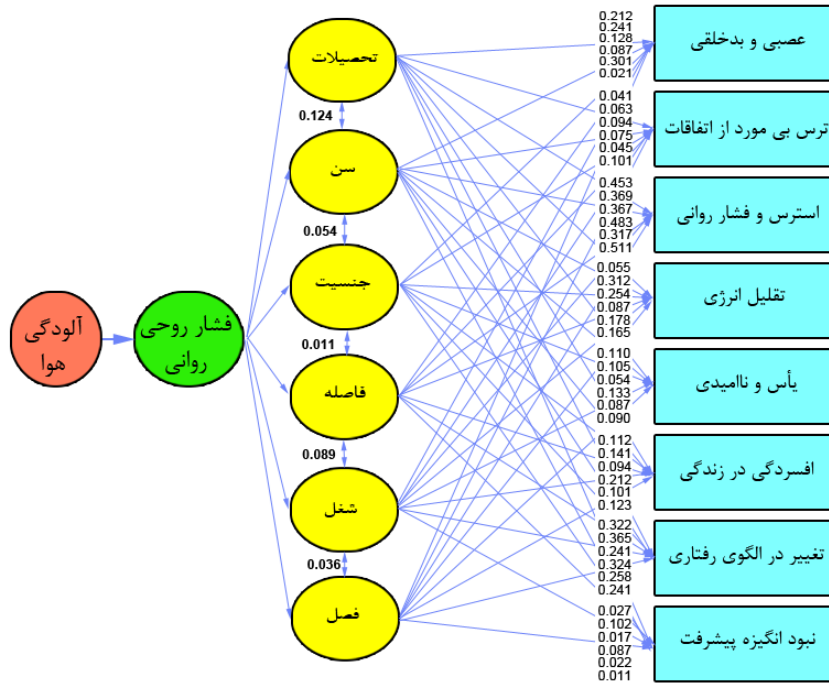 آلودگی
هوا
فشار روحی
روانی
تحصیلات
0.124
سن
0.054
جنسیت
0.011
فاصله
0.089
شغل
0.036
فصل
0.212
0.241
0.128
0.087
0.301
0.021
0.041
0.063
0.094
0.075
0.045
0.101
0.453
0.369
0.367
0.483
0.317
0.511
0.055
0.312
0.254
0.087
0.178
0.165
0.110
0.105
0.054
0.133
0.087
0.090
0.112
0.141
0.094
0.212
0.101
0.123
0.322
0.365
0.241
0.324
0.258
0.241
0.027
0.102
0.017
0.087
0.022
0.011
عصبی و بدخلقی
ترس بی مورد از اتفاقات
استرس و فشار روانی
تقلیل انرژی
یأس و ناامیدی
افسردگی در زندگی
تغییر در الگوی رفتاری
نبود انگیزه پیشرفت